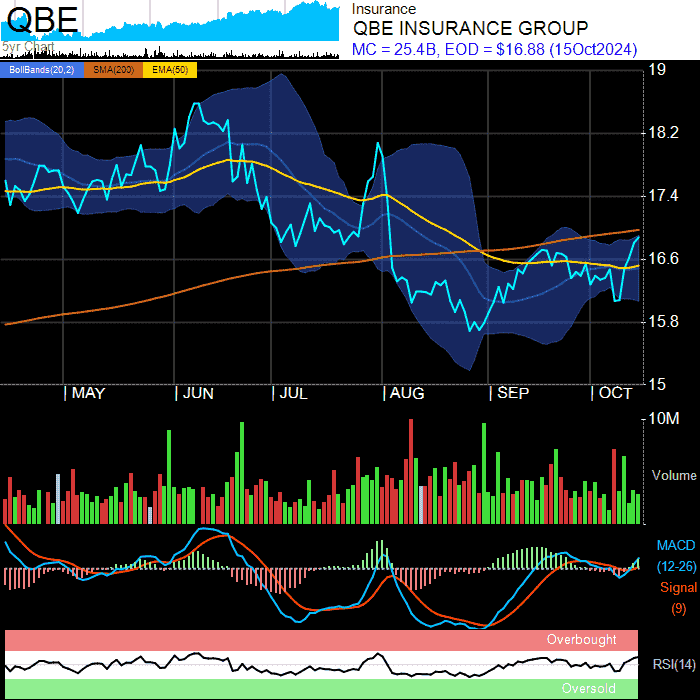 QBE
5yr Chart
Insurance
QBE INSURANCE GROUP
MC = 25.4B, EOD = $16.88 (15Oct2024)
BollBands(20,2) SMA(200) EMA(50)
19
18.2
17.4
16.6
15.8
15
MAY JUN JUL AUG SEP OCT
10M
Volume
MACD
(12-26)
Signal
(9)
Overbought
RSI(14)
Oversold